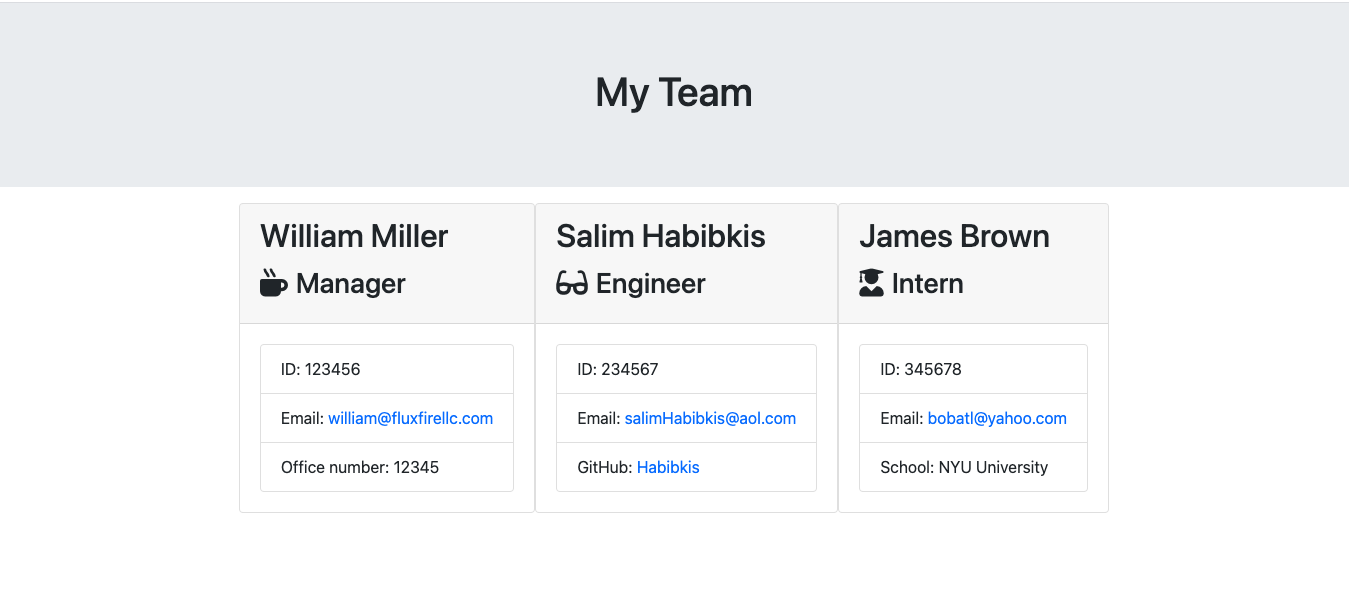 My Team
William Miller
Manager
ID: 123456
Email: william@fluxfirellc.com
Office number: 12345
Salim Habibkis
Engineer
ID: 234567
Email: salimHabibkis@aol.com
GitHub: Habibkis
James Brown
Intern
ID: 345678
Email: bobatl@yahoo.com
School: NYU University